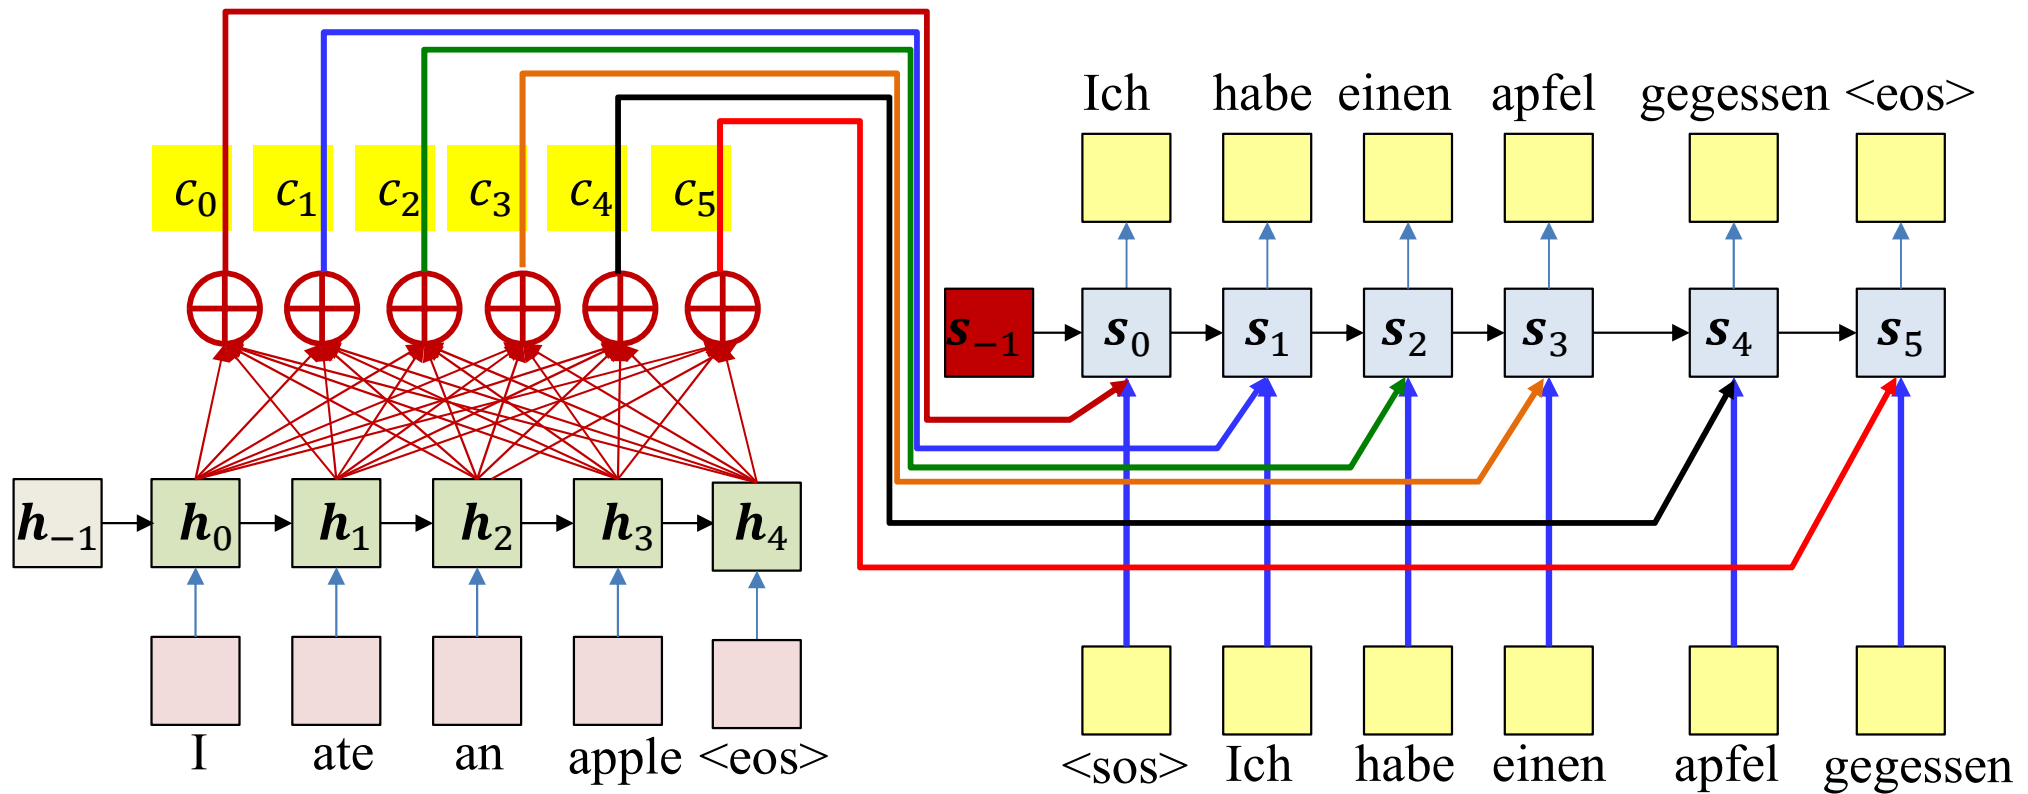 Ich habe einen apfel gegessen <eos>
c₀ c₁ c₂ c₃ c₄ c₅
s₋₁ s₀ s₁ s₂ s₃ s₄ s₅
h₋₁ h₀ h₁ h₂ h₃ h₄
I ate an apple <eos>
<sos> Ich habe einen apfel gegessen